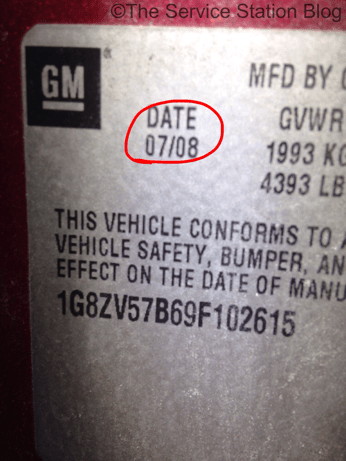 ©The Service Station Blog
GM
MFD BY
DATE
GVWR
07/08
1993 KG
4393 LB
THIS VEHICLE CONFORMS TO
VEHICLE SAFETY, BUMPER, AN
EFFECT ON THE DATE OF MANU
1G8ZV57B69F102615